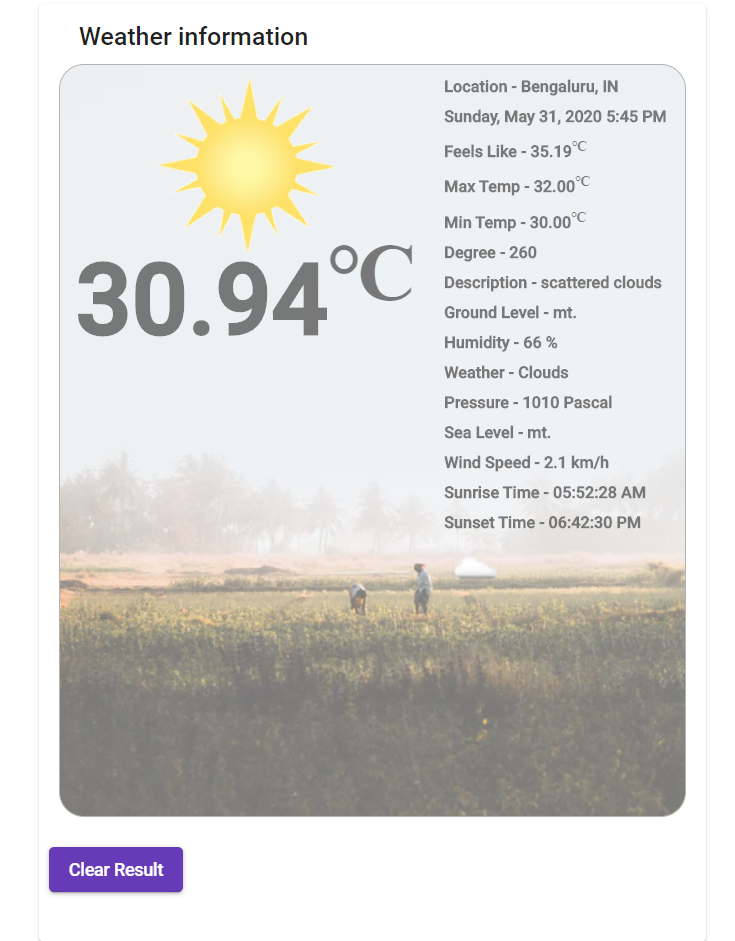 Weather information
30.94°C
Location - Bengaluru, IN
Sunday, May 31, 2020 5:45 PM
Feels Like - 35.19°C
Max Temp - 32.00°C
Min Temp - 30.00°C
Degree - 260
Description - scattered clouds
Ground Level - mt.
Humidity - 66 %
Weather - Clouds
Pressure - 1010 Pascal
Sea Level - mt.
Wind Speed - 2.1 km/h
Sunrise Time - 05:52:28 AM
Sunset Time - 06:42:30 PM
Clear Result